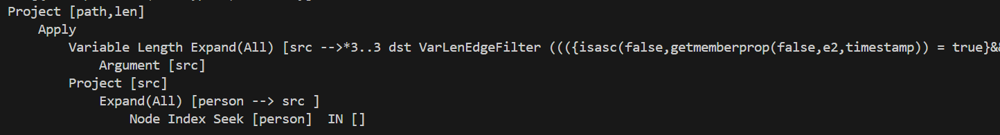 Project [path,len]
Apply
Variable Length Expand(All) [src -->*3..3 dst VarLenEdgeFilter ((({isasc(false,getmemberprop(false,e2,timestamp)) = true}&&
Argument [src]
Project [src]
Expand(All) [person --> src ]
Node Index Seek [person]  IN []